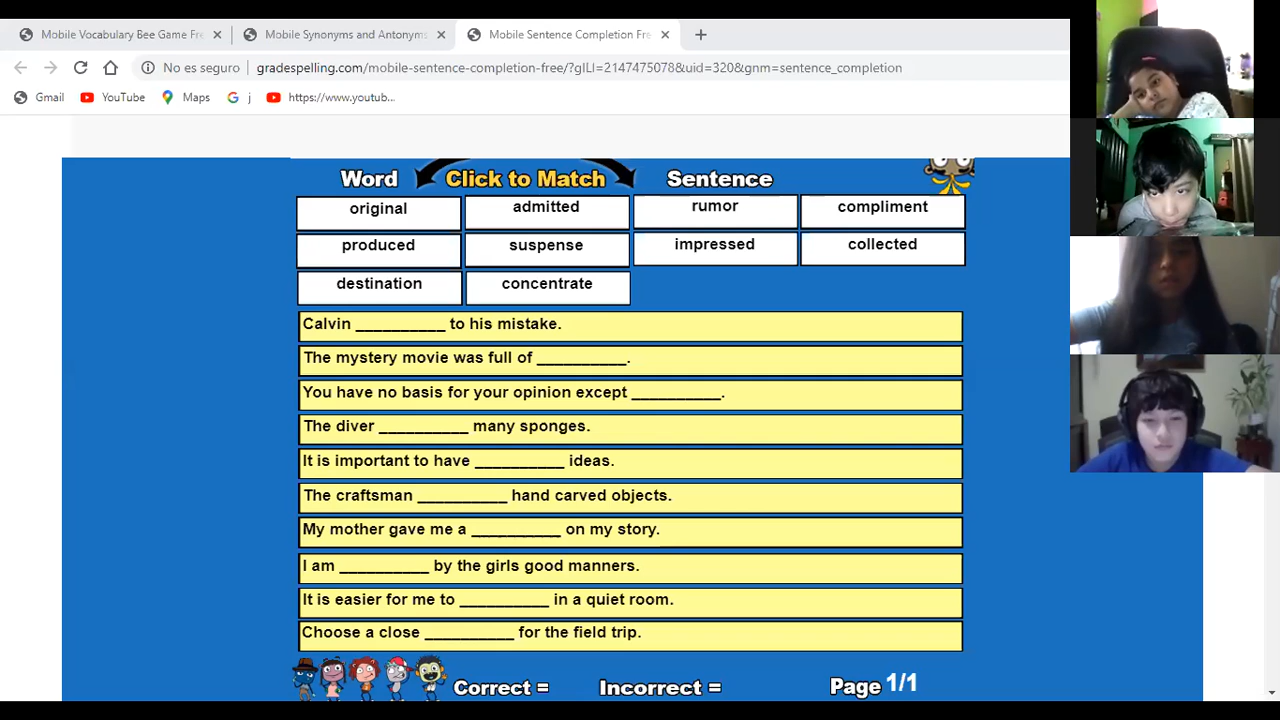 Mobile Vocabulary Bee Game Fre
Mobile Synonyms and Antonyms
Mobile Sentence Completion Fre
No es seguro
gradespelling.com/mobile-sentence-completion-free/?gILI=2147475078&uid=320&gnm=sentence_completion
Gmail YouTube Maps j https://www.youtub...
Word Click to Match Sentence
original admitted rumor compliment
produced suspense impressed collected
destination concentrate
Calvin __________ to his mistake.
The mystery movie was full of __________.
You have no basis for your opinion except __________.
The diver __________ many sponges.
It is important to have __________ ideas.
The craftsman __________ hand carved objects.
My mother gave me a __________ on my story.
I am __________ by the girls good manners.
It is easier for me to __________ in a quiet room.
Choose a close __________ for the field trip.
Correct = Incorrect = Page 1/1